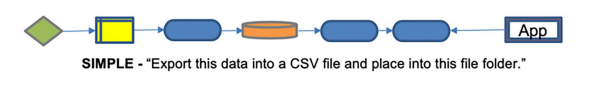 App
SIMPLE - “Export this data into a CSV file and place into this file folder.”